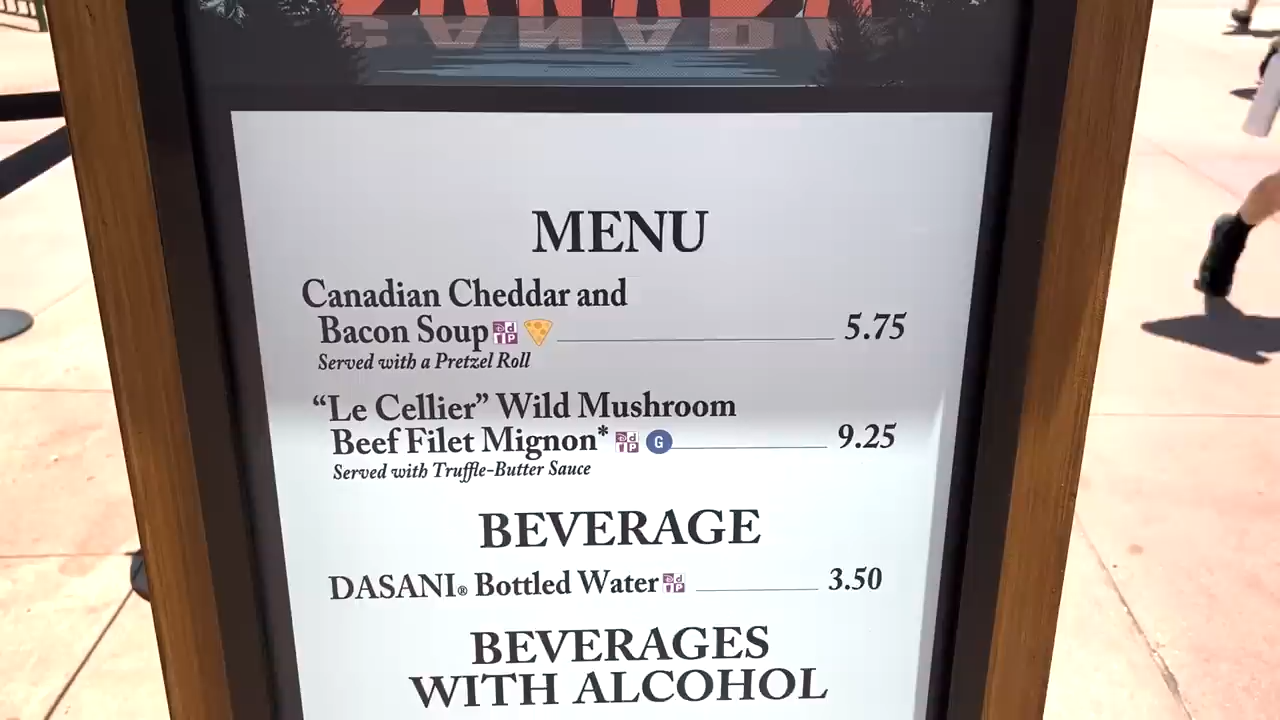 CANADA
MENU
Canadian Cheddar and
Bacon Soup 5.75
Served with a Pretzel Roll
“Le Cellier” Wild Mushroom
Beef Filet Mignon* G 9.25
Served with Truffle-Butter Sauce
BEVERAGE
DASANI® Bottled Water 3.50
BEVERAGES
WITH ALCOHOL